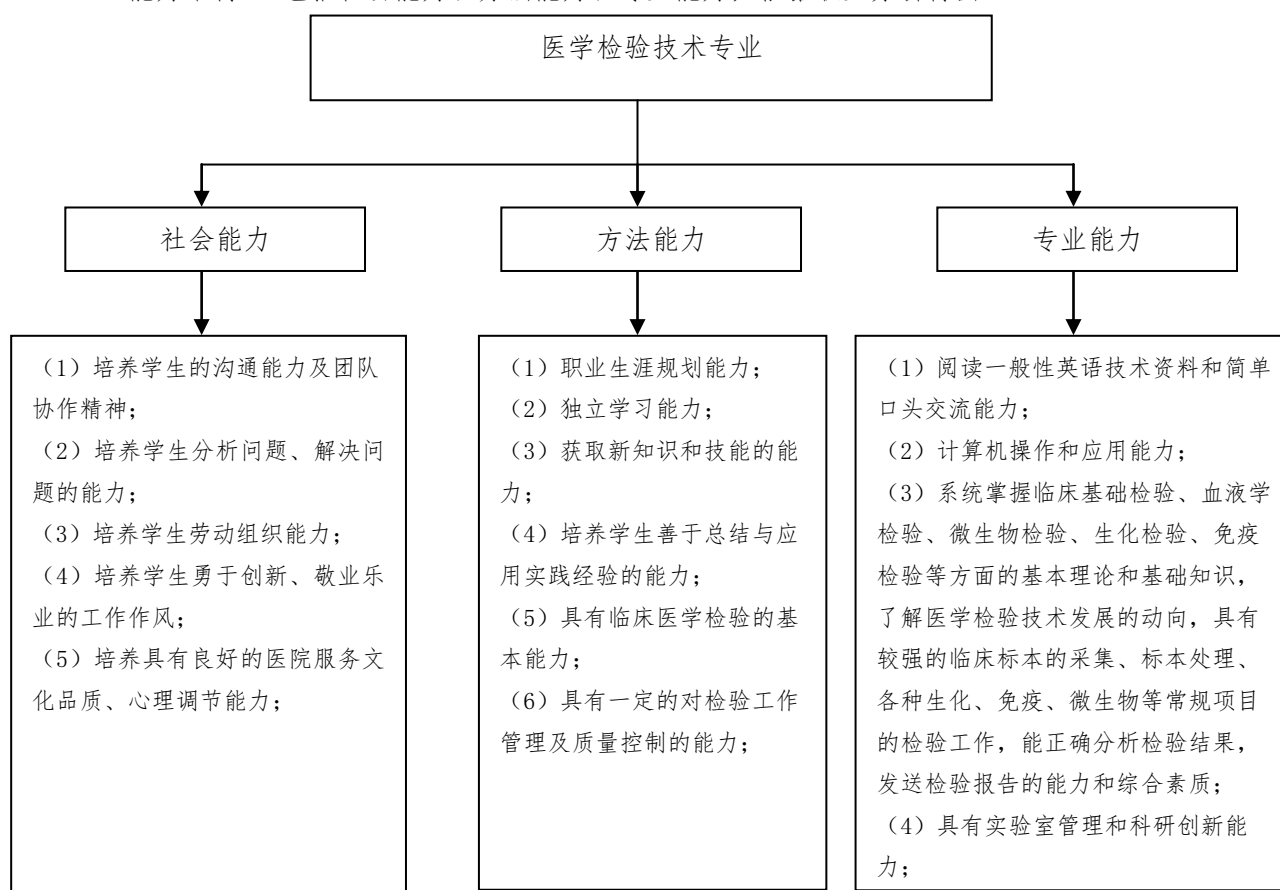 医学检验技术专业
社会能力
方法能力
专业能力
（1）培养学生的沟通能力及团队
协作精神；
（2）培养学生分析问题、解决问
题的能力；
（3）培养学生劳动组织能力；
（4）培养学生勇于创新、敬业乐
业的工作作风；
（5）培养具有良好的医院服务文
化品质、心理调节能力；
（1）职业生涯规划能力；
（2）独立学习能力；
（3）获取新知识和技能的能
力；
（4）培养学生善于总结与应
用实践经验的能力；
（5）具有临床医学检验的基
本能力；
（6）具有一定的对检验工作
管理及质量控制的能力；
（1）阅读一般性英语技术资料和简单
口头交流能力；
（2）计算机操作和应用能力；
（3）系统掌握临床基础检验、血液学
检验、微生物检验、生化检验、免疫
检验等方面的基本理论和基础知识，
了解医学检验技术发展的动向，具有
较强的临床标本的采集、标本处理、
各种生化、免疫、微生物等常规项目
的检验工作，能正确分析检验结果，
发送检验报告的能力和综合素质；
（4）具有实验室管理和科研创新能
力；